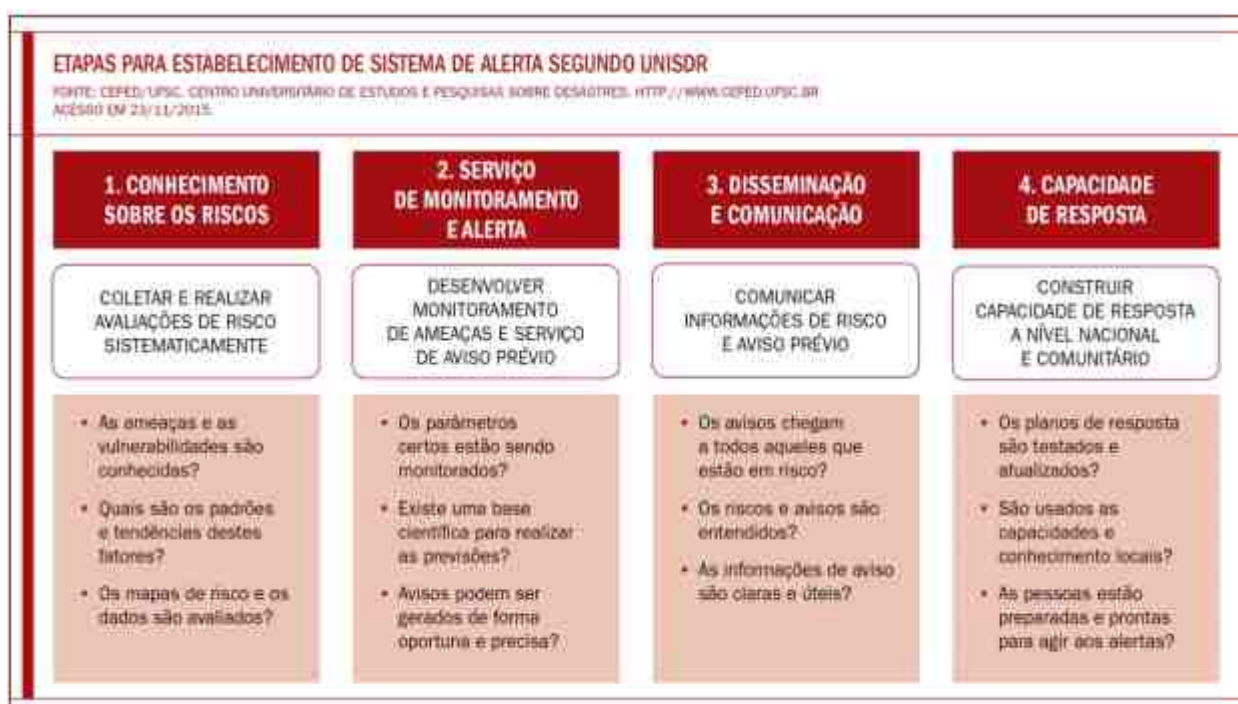 ETAPAS PARA ESTABELECIMENTO DE SISTEMA DE ALERTA SEGUNDO UNISDR
FONTE: CEPED/UFSC. CENTRO UNIVERSITÁRIO DE ESTUDOS E PESQUISAS SOBRE DESASTRES. HTTP://WWW.CEPED.UFSC.BR
ACESSO EM 23/11/2015.
1. CONHECIMENTO
SOBRE OS RISCOS
COLETAR E REALIZAR
AVALIAÇÕES DE RISCO
SISTEMATICAMENTE
• As ameaças e as
vulnerabilidades são
conhecidas?
• Quais são os padrões
e tendências destes
fatores?
• Os mapas de risco e os
dados são avaliados?
2. SERVIÇO
DE MONITORAMENTO
E ALERTA
DESENVOLVER
MONITORAMENTO
DE AMEAÇAS E SERVIÇO
DE AVISO PRÉVIO
• Os parâmetros
certos estão sendo
monitorados?
• Existe uma base
científica para realizar
as previsões?
• Avisos podem ser
gerados de forma
oportuna e precisa?
3. DISSEMINAÇÃO
E COMUNICAÇÃO
COMUNICAR
INFORMAÇÕES DE RISCO
E AVISO PRÉVIO
• Os avisos chegam
a todos aqueles que
estão em risco?
• Os riscos e avisos são
entendidos?
• As informações de aviso
são claras e úteis?
4. CAPACIDADE
DE RESPOSTA
CONSTRUIR
CAPACIDADE DE RESPOSTA
A NÍVEL NACIONAL
E COMUNITÁRIO
• Os planos de resposta
são testados e
atualizados?
• São usados as
capacidades e
conhecimento locais?
• As pessoas estão
preparadas e prontas
para agir aos alertas?